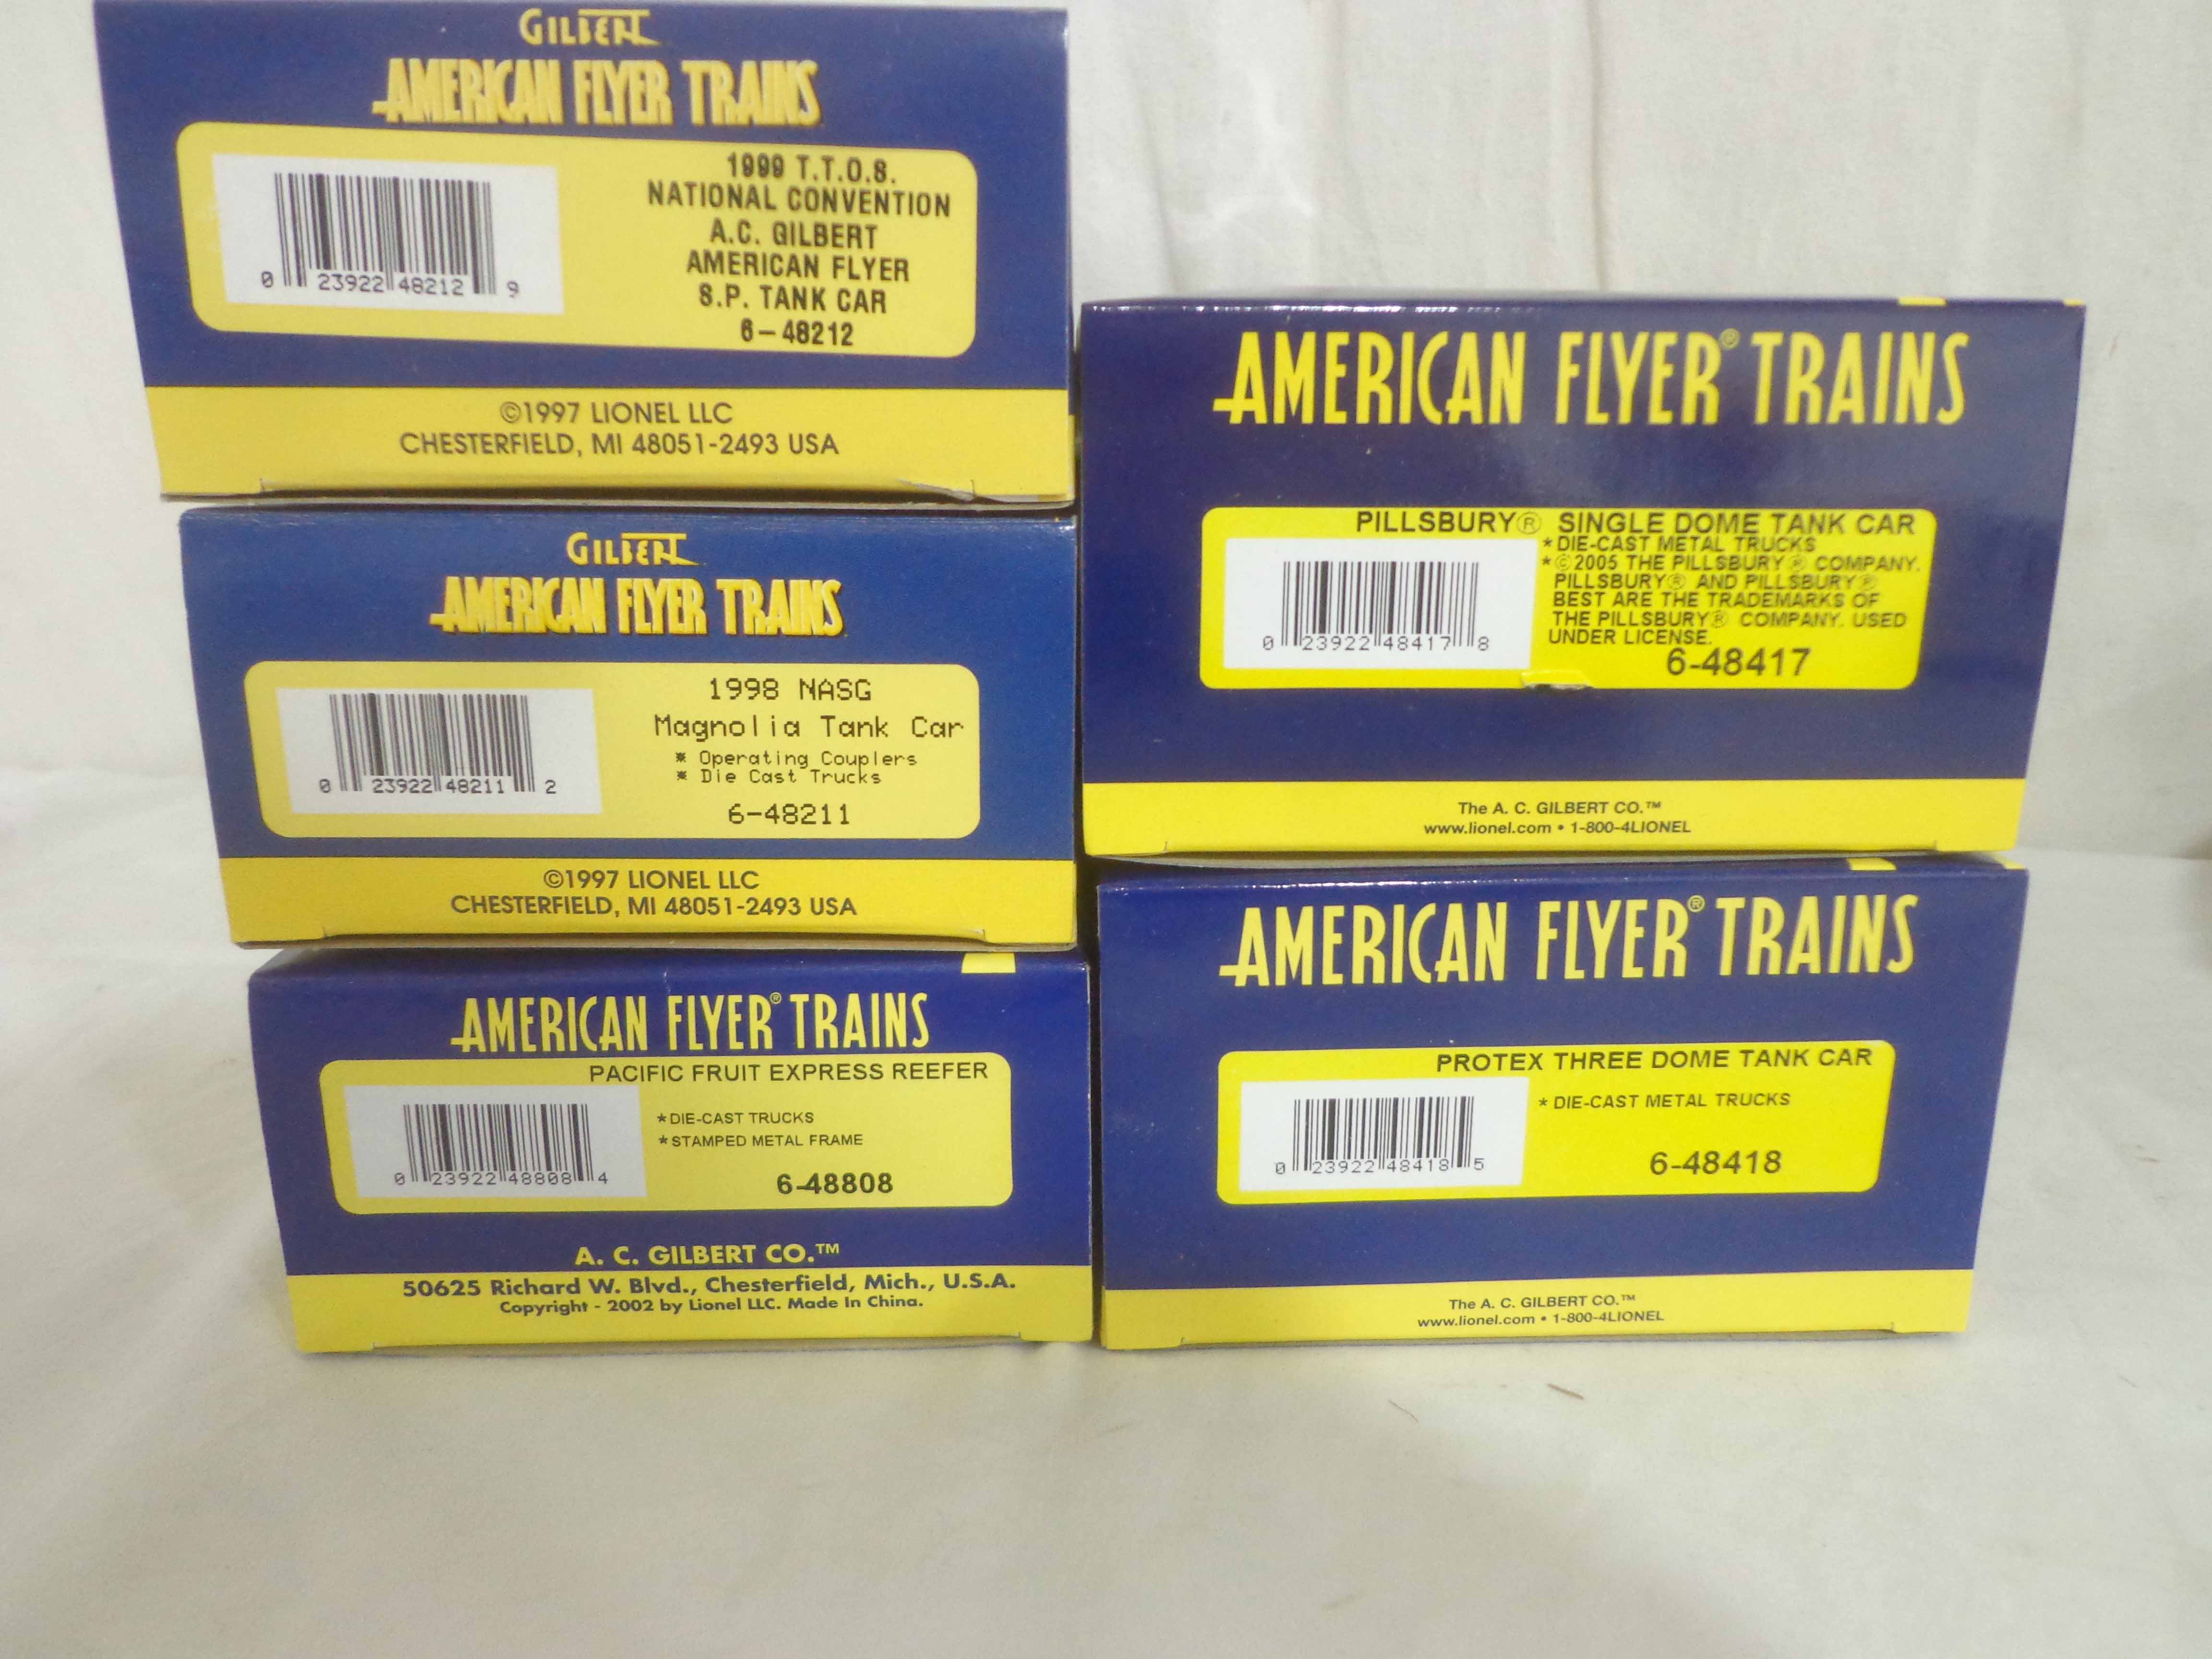 GILBERT
AMERICAN FLYER TRAINS
1999 T.T.O.S.
NATIONAL CONVENTION
A.C. GILBERT
AMERICAN FLYER
S.P. TANK CAR
6-48212
0 23922 48212 9
©1997 LIONEL LLC
CHESTERFIELD, MI 48051-2493 USA
GILBERT
AMERICAN FLYER TRAINS
1998 NASG
Magnolia Tank Car
* Operating Couplers
* Die Cast Trucks
6-48211
0 23922 48211 2
©1997 LIONEL LLC
CHESTERFIELD, MI 48051-2493 USA
AMERICAN FLYER® TRAINS
PACIFIC FRUIT EXPRESS REEFER
*DIE-CAST TRUCKS
*STAMPED METAL FRAME
0 23922 48808 4
6-48808
A. C. GILBERT CO.™
50625 Richard W. Blvd., Chesterfield, Mich., U.S.A.
Copyright - 2002 by Lionel LLC. Made In China.
AMERICAN FLYER® TRAINS
PILLSBURY® SINGLE DOME TANK CAR
*DIE-CAST METAL TRUCKS
*©2005 THE PILLSBURY® COMPANY.
PILLSBURY® AND PILLSBURY®
BEST ARE THE TRADEMARKS OF
THE PILLSBURY® COMPANY. USED
UNDER LICENSE.
0 23922 48417 8
6-48417
The A. C. GILBERT CO.™
www.lionel.com • 1-800-4LIONEL
AMERICAN FLYER® TRAINS
PROTEX THREE DOME TANK CAR
* DIE-CAST METAL TRUCKS
0 23922 48418 5
6-48418
The A. C. GILBERT CO.™
www.lionel.com • 1-800-4LIONEL